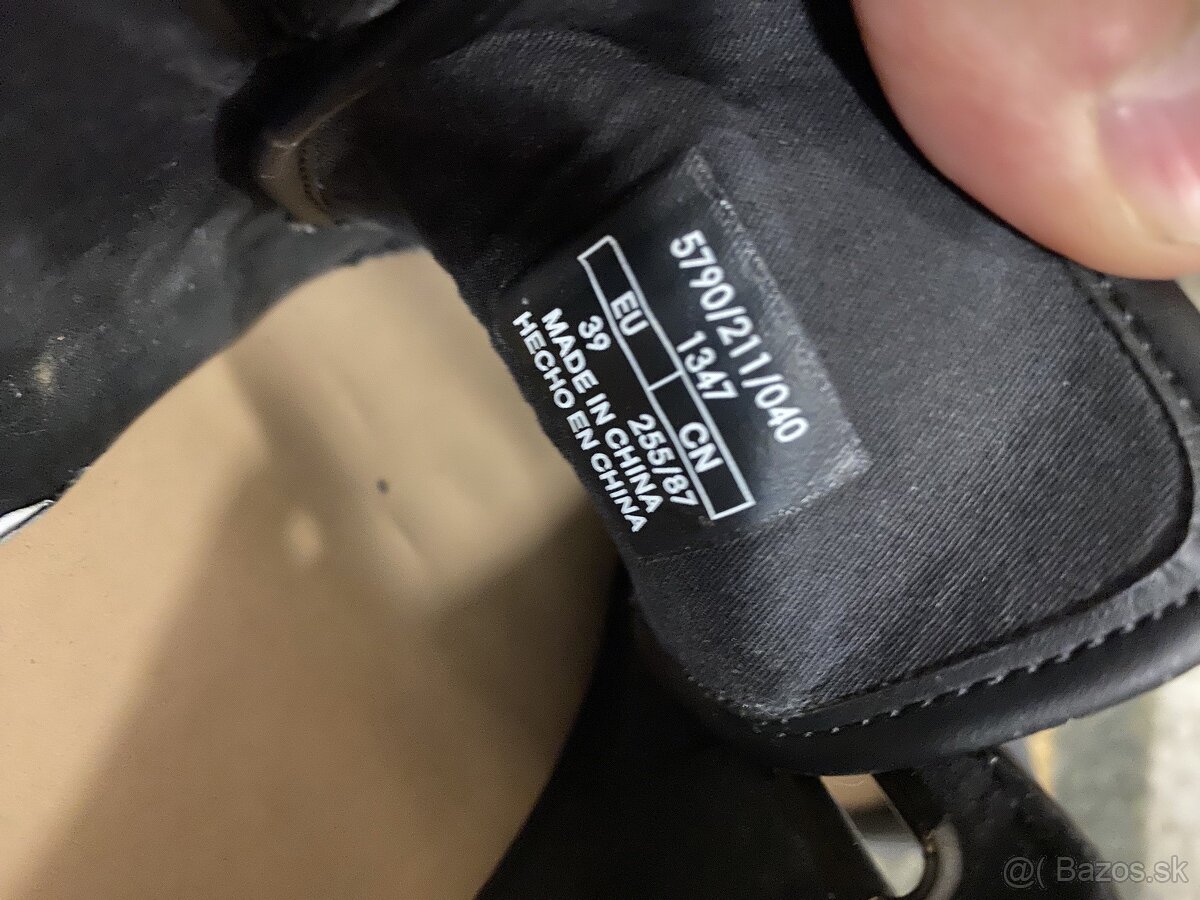 5790/211/040
1347
EU CN
39 255/87
MADE IN CHINA
HECHO EN CHINA
@( Bazos.sk